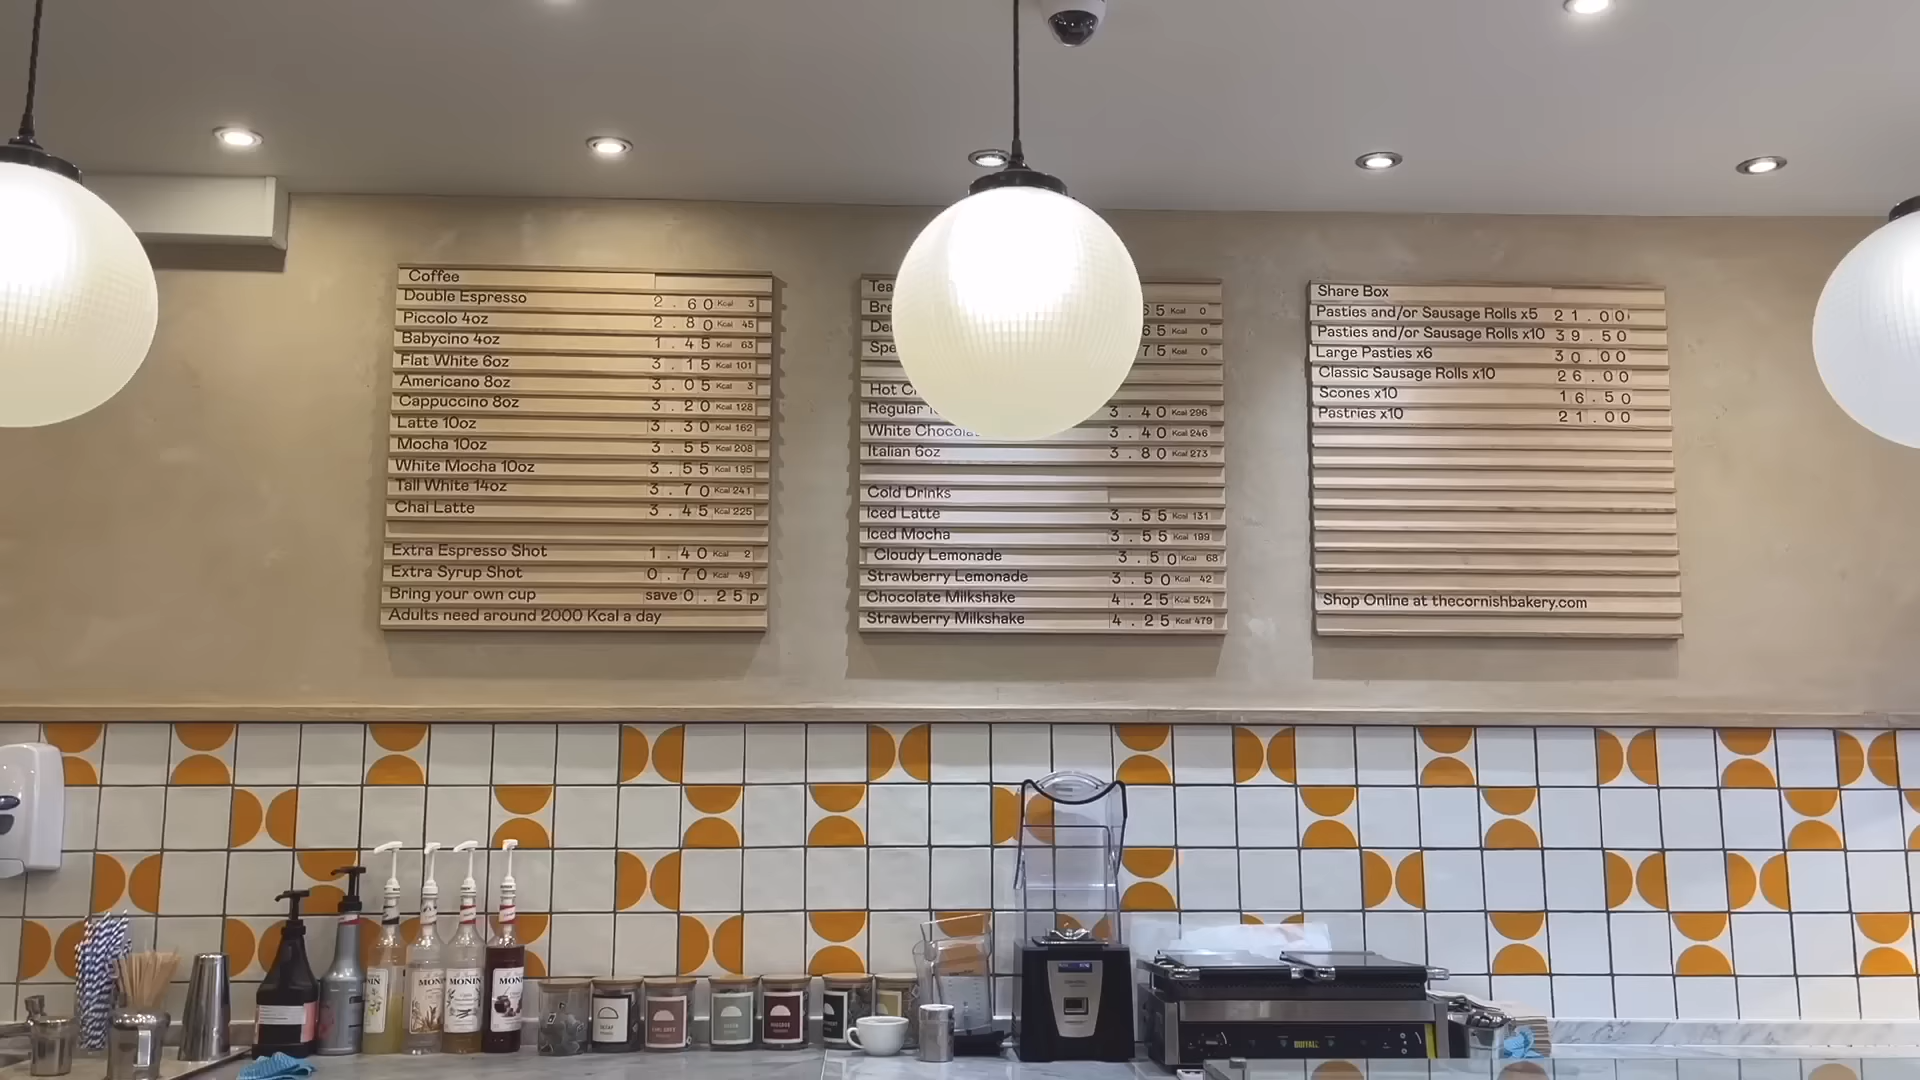 Coffee
Double Espresso 2.60 Kcal 3
Piccolo 4oz 2.80 Kcal 45
Babycino 4oz 1.45 Kcal 63
Flat White 6oz 3.15 Kcal 101
Americano 8oz 3.05 Kcal 3
Cappuccino 8oz 3.20 Kcal 128
Latte 10oz 3.30 Kcal 162
Mocha 10oz 3.55 Kcal 208
White Mocha 10oz 3.55 Kcal 195
Tall White 14oz 3.70 Kcal 241
Chai Latte 3.45 Kcal 225
Extra Espresso Shot 1.40 Kcal 2
Extra Syrup Shot 0.70 Kcal 49
Bring your own cup save 0.25p
Adults need around 2000 Kcal a day
Tea
65 Kcal 0
65 Kcal 0
75 Kcal 0
Hot
Regular 3.40 Kcal 296
White 3.40 Kcal 246
Italian 6oz 3.80 Kcal 273
Cold Drinks
Iced Latte 3.55 Kcal 131
Iced Mocha 3.55 Kcal 199
Cloudy Lemonade 3.50 Kcal 68
Strawberry Lemonade 3.50 Kcal 42
Chocolate Milkshake 4.25 Kcal 524
Strawberry Milkshake 4.25 Kcal 479
Share Box
Pasties and/or Sausage Rolls x5 21.00
Pasties and/or Sausage Rolls x10 39.50
Large Pasties x6 30.00
Classic Sausage Rolls x10 26.00
Scones x10 16.50
Pastries x10 21.00
Shop Online at thecornishbakery.com
MONIN
MONIN
BUFFALO